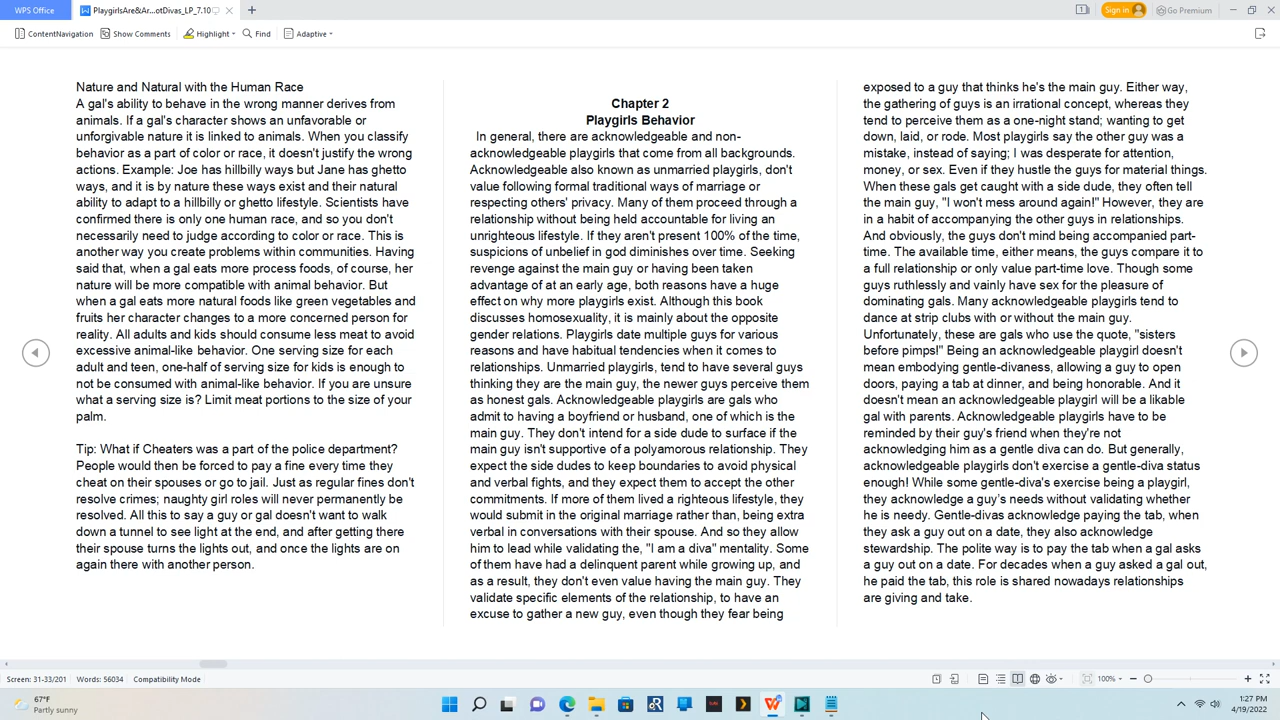 WPS Office
PlaygirlsAre&Ar...otDivas_LP_7.10
Sign in
Go Premium
ContentNavigation
Show Comments
Highlight
Find
Adaptive
Nature and Natural with the Human Race
A gal's ability to behave in the wrong manner derives from
animals. If a gal's character shows an unfavorable or
unforgivable nature it is linked to animals. When you classify
behavior as a part of color or race, it doesn't justify the wrong
actions. Example: Joe has hillbilly ways but Jane has ghetto
ways, and it is by nature these ways exist and their natural
ability to adapt to a hillbilly or ghetto lifestyle. Scientists have
confirmed there is only one human race, and so you don't
necessarily need to judge according to color or race. This is
another way you create problems within communities. Having
said that, when a gal eats more process foods, of course, her
nature will be more compatible with animal behavior. But
when a gal eats more natural foods like green vegetables and
fruits her character changes to a more concerned person for
reality. All adults and kids should consume less meat to avoid
excessive animal-like behavior. One serving size for each
adult and teen, one-half of serving size for kids is enough to
not be consumed with animal-like behavior. If you are unsure
what a serving size is? Limit meat portions to the size of your
palm.
Tip: What if Cheaters was a part of the police department?
People would then be forced to pay a fine every time they
cheat on their spouses or go to jail. Just as regular fines don't
resolve crimes; naughty girl roles will never permanently be
resolved. All this to say a guy or gal doesn't want to walk
down a tunnel to see light at the end, and after getting there
their spouse turns the lights out, and once the lights are on
again there with another person.
Chapter 2
Playgirls Behavior
In general, there are acknowledgeable and non-
acknowledgeable playgirls that come from all backgrounds.
Acknowledgeable also known as unmarried playgirls, don't
value following formal traditional ways of marriage or
respecting others' privacy. Many of them proceed through a
relationship without being held accountable for living an
unrighteous lifestyle. If they aren't present 100% of the time,
suspicions of unbelief in god diminishes over time. Seeking
revenge against the main guy or having been taken
advantage of at an early age, both reasons have a huge
effect on why more playgirls exist. Although this book
discusses homosexuality, it is mainly about the opposite
gender relations. Playgirls date multiple guys for various
reasons and have habitual tendencies when it comes to
relationships. Unmarried playgirls, tend to have several guys
thinking they are the main guy, the newer guys perceive them
as honest gals. Acknowledgeable playgirls are gals who
admit to having a boyfriend or husband, one of which is the
main guy. They don't intend for a side dude to surface if the
main guy isn't supportive of a polyamorous relationship. They
expect the side dudes to keep boundaries to avoid physical
and verbal fights, and they expect them to accept the other
commitments. If more of them lived a righteous lifestyle, they
would submit in the original marriage rather than, being extra
verbal in conversations with their spouse. And so they allow
him to lead while validating the, "I am a diva" mentality. Some
of them have had a delinquent parent while growing up, and
as a result, they don't even value having the main guy. They
validate specific elements of the relationship, to have an
excuse to gather a new guy, even though they fear being
exposed to a guy that thinks he's the main guy. Either way,
the gathering of guys is an irrational concept, whereas they
tend to perceive them as a one-night stand; wanting to get
down, laid, or rode. Most playgirls say the other guy was a
mistake, instead of saying; I was desperate for attention,
money, or sex. Even if they hustle the guys for material things.
When these gals get caught with a side dude, they often tell
the main guy, "I won't mess around again!" However, they are
in a habit of accompanying the other guys in relationships.
And obviously, the guys don't mind being accompanied part-
time. The available time, either means, the guys compare it to
a full relationship or only value part-time love. Though some
guys ruthlessly and vainly have sex for the pleasure of
dominating gals. Many acknowledgeable playgirls tend to
dance at strip clubs with or without the main guy.
Unfortunately, these are gals who use the quote, "sisters
before pimps!" Being an acknowledgeable playgirl doesn't
mean embodying gentle-divaness, allowing a guy to open
doors, paying a tab at dinner, and being honorable. And it
doesn't mean an acknowledgeable playgirl will be a likable
gal with parents. Acknowledgeable playgirls have to be
reminded by their guy's friend when they're not
acknowledging him as a gentle diva can do. But generally,
acknowledgeable playgirls don't exercise a gentle-diva status
enough! While some gentle-diva's exercise being a playgirl,
they acknowledge a guy's needs without validating whether
he is needy. Gentle-divas acknowledge paying the tab, when
they ask a guy out on a date, they also acknowledge
stewardship. The polite way is to pay the tab when a gal asks
a guy out on a date. For decades when a guy asked a gal out,
he paid the tab, this role is shared nowadays relationships
are giving and take.
Screen: 31-33/201
Words: 56034
Compatibility Mode
100%
67°F
Partly sunny
1:27 PM
4/19/2022